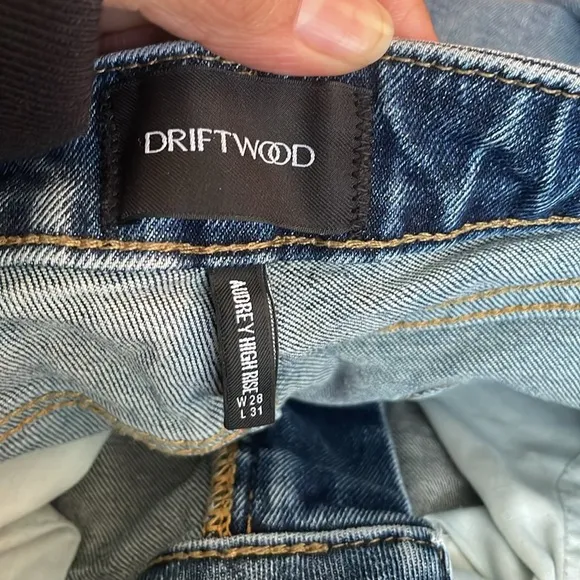 DRIFTWOOD
AUDREY HIGH RISE
W 28
L 31